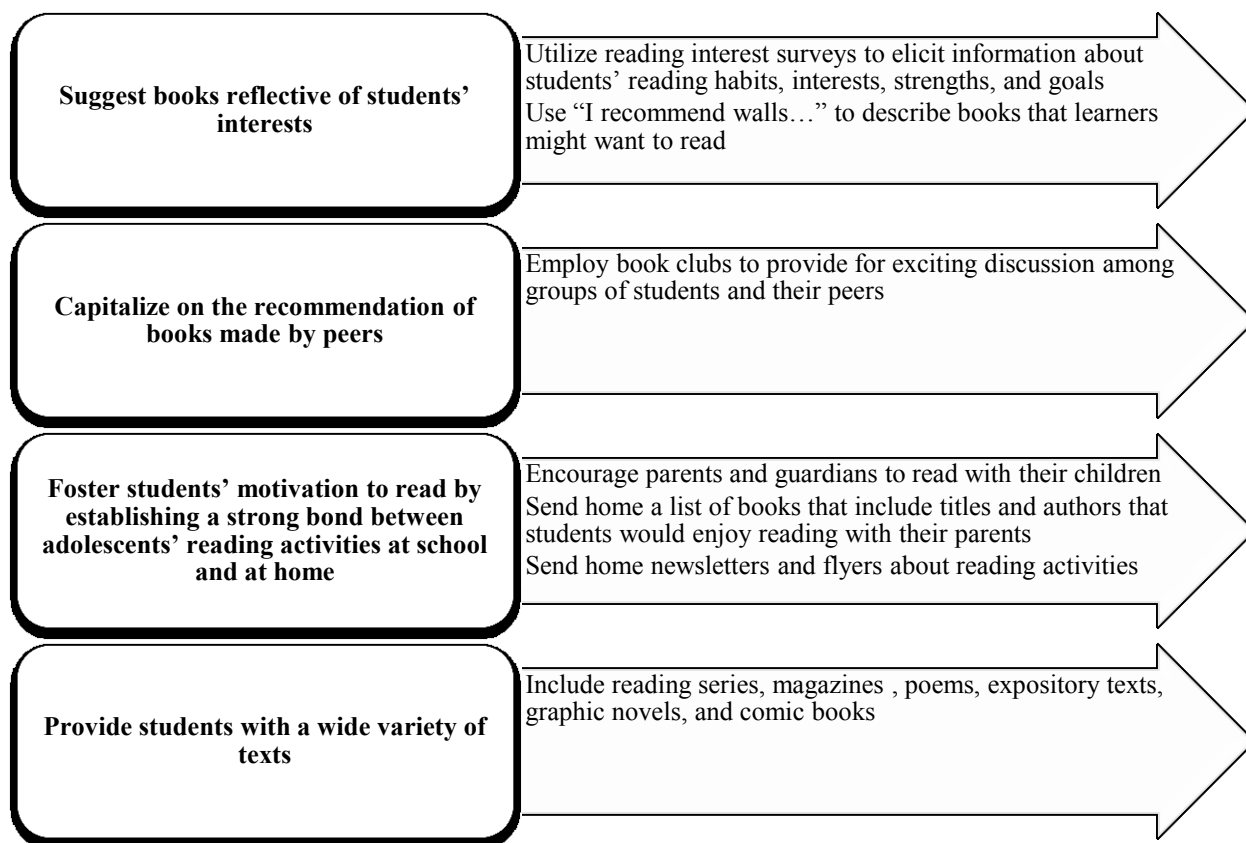 Suggest books reflective of students’
interests
Utilize reading interest surveys to elicit information about
students’ reading habits, interests, strengths, and goals
Use “I recommend walls…” to describe books that learners
might want to read
Capitalize on the recommendation of
books made by peers
Employ book clubs to provide for exciting discussion among
groups of students and their peers
Foster students’ motivation to read by
establishing a strong bond between
adolescents’ reading activities at school
and at home
Encourage parents and guardians to read with their children
Send home a list of books that include titles and authors that
students would enjoy reading with their parents
Send home newsletters and flyers about reading activities
Provide students with a wide variety of
texts
Include reading series, magazines , poems, expository texts,
graphic novels, and comic books